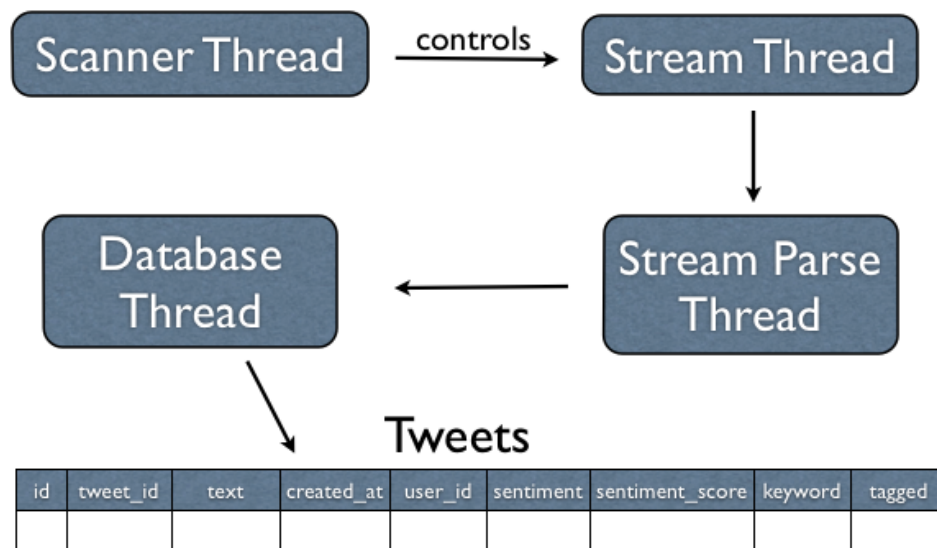 Scanner Thread
controls
Stream Thread
Database
Thread
Stream Parse
Thread
Tweets
id tweet_id text created_at user_id sentiment sentiment_score keyword tagged